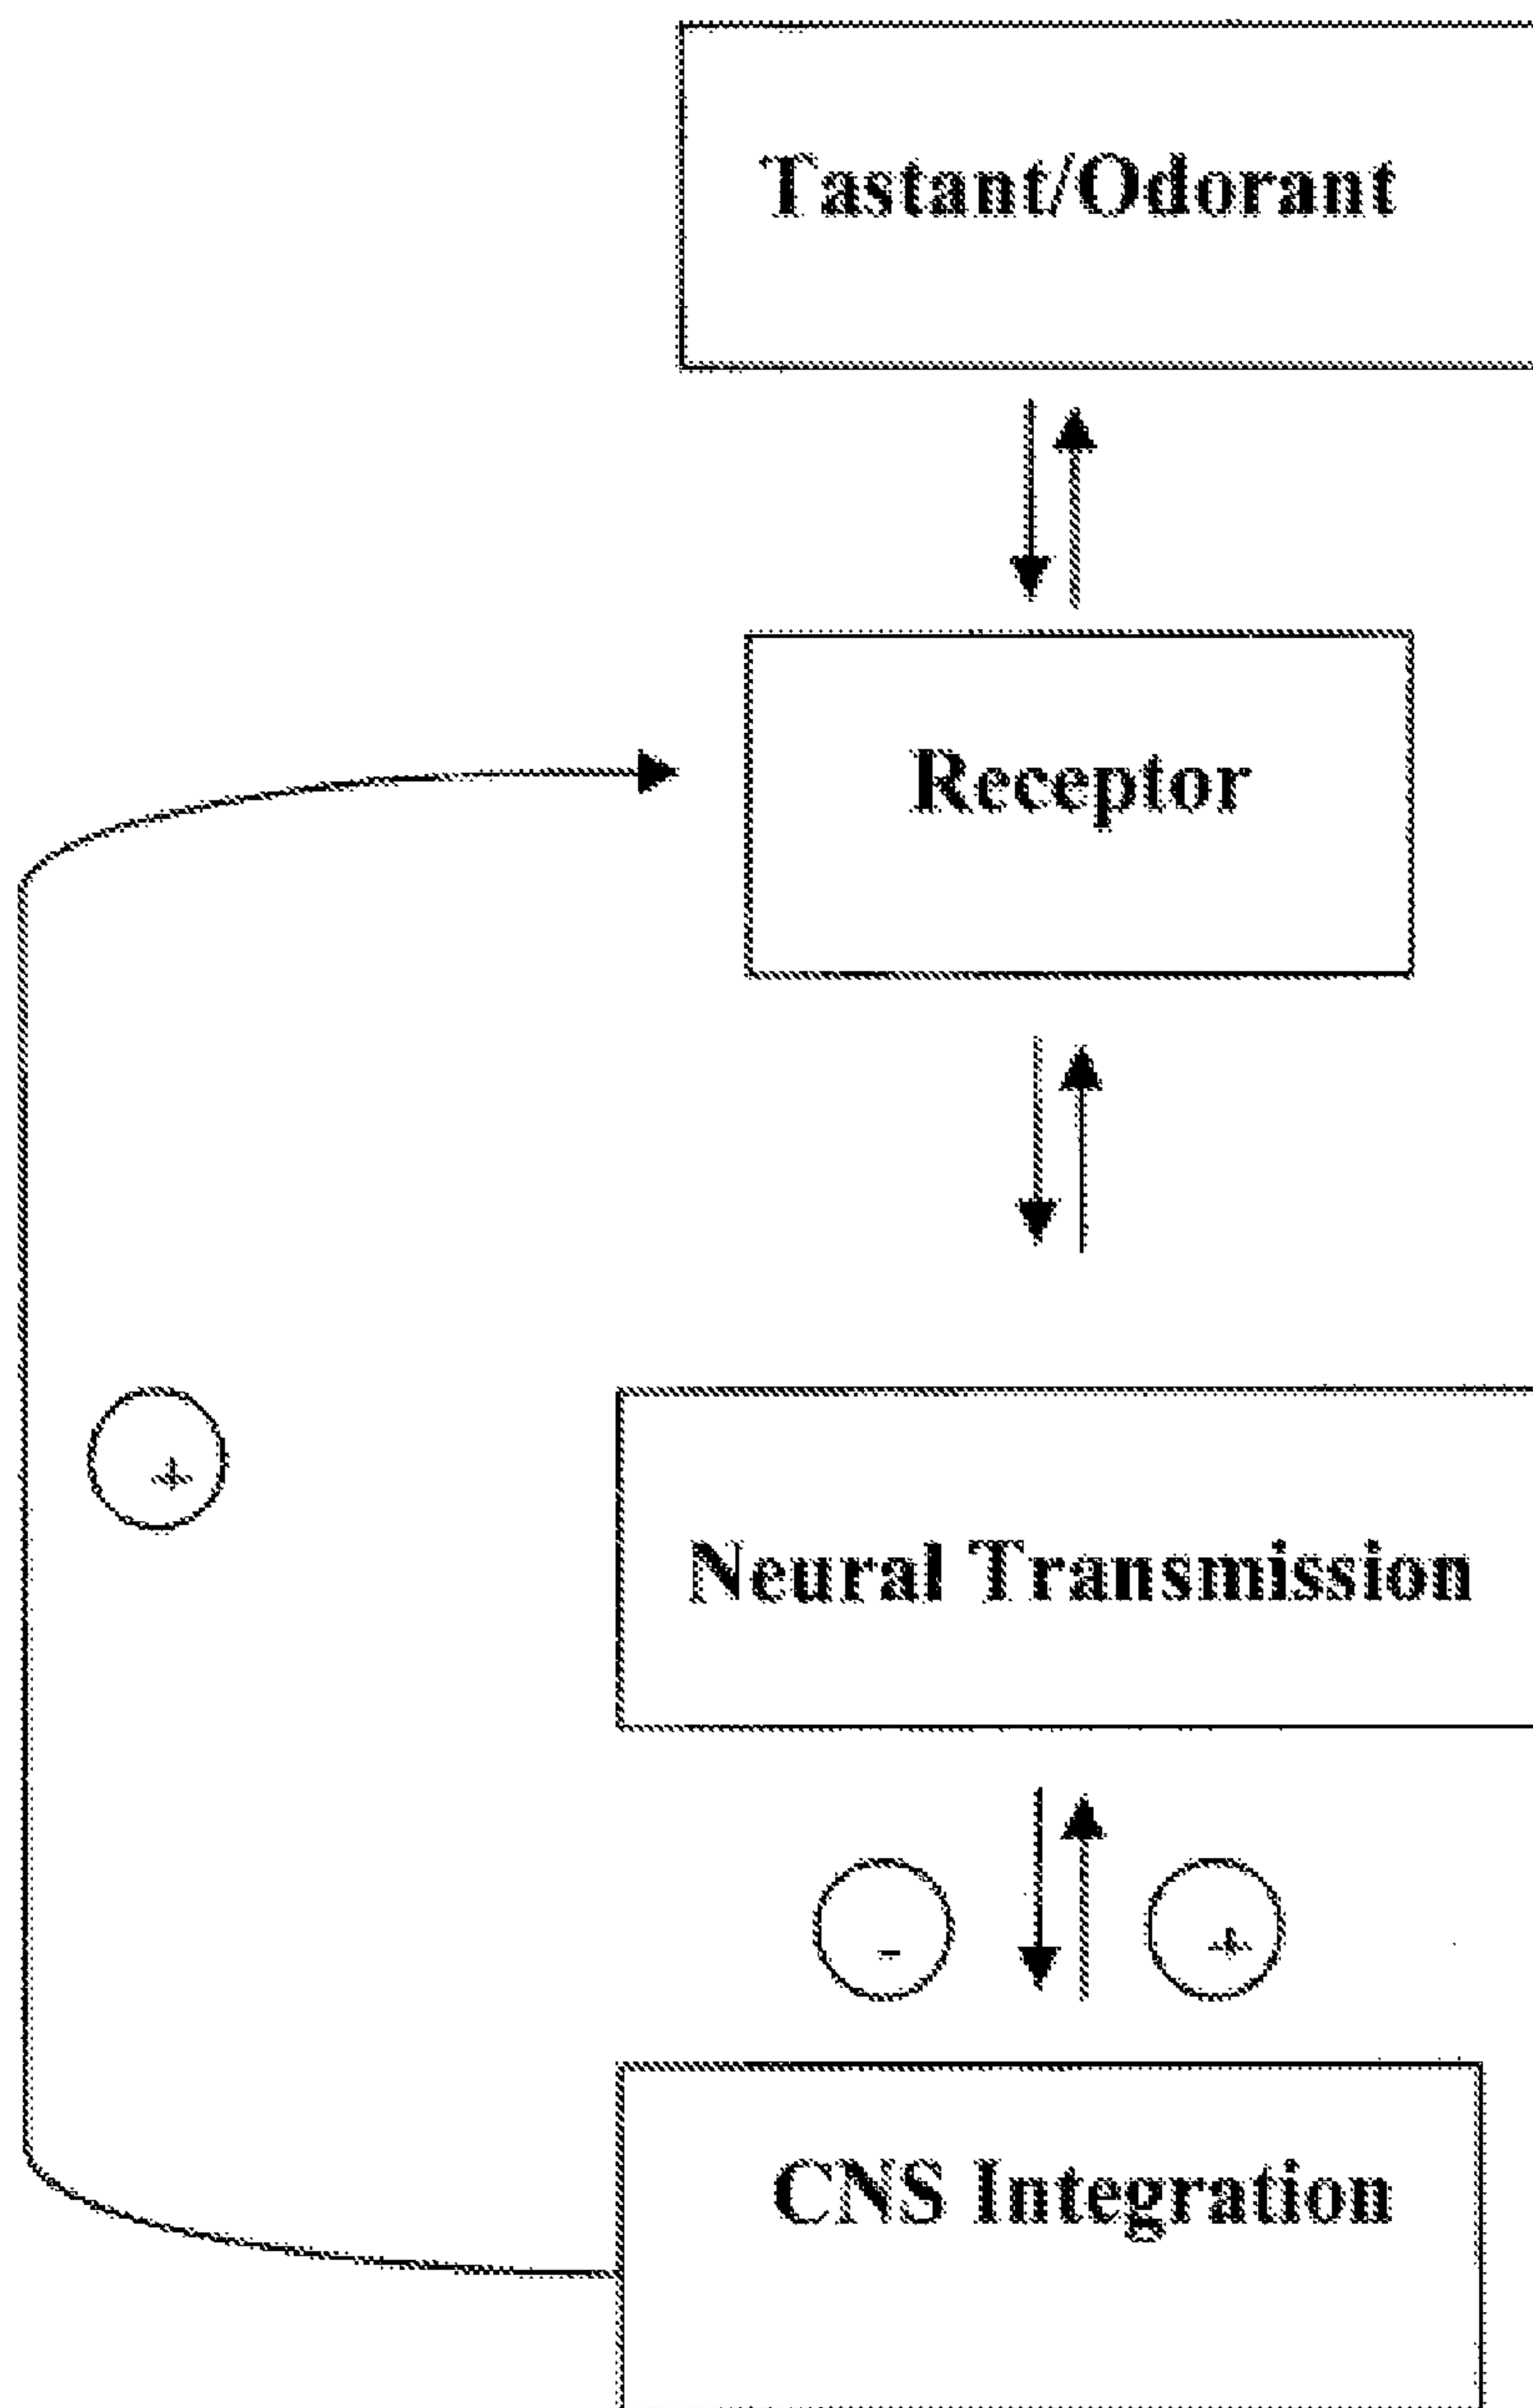 Tastant/Odorant
Receptor
+
Neural Transmission
- +
CNS Integration